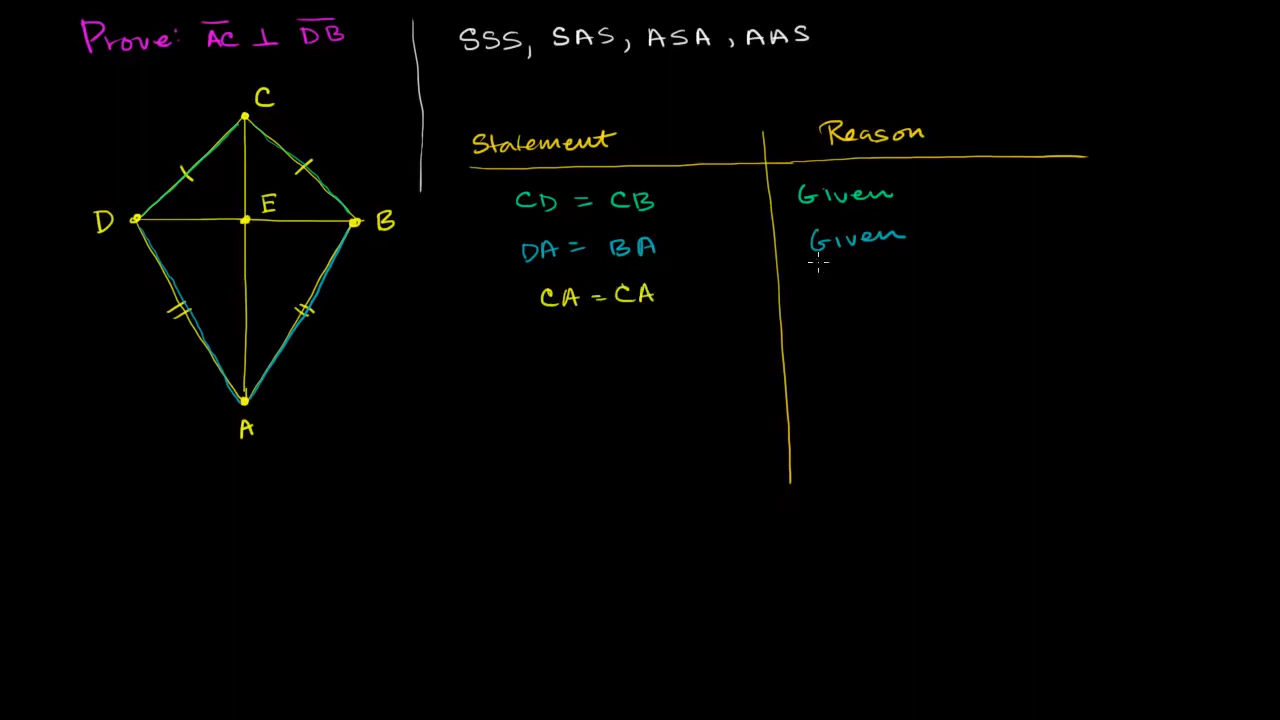 Prove: AC ⊥ DB
SSS, SAS, ASA, AAS
C
D
E
B
A
Statement
Reason
CD = CB
Given
DA = BA
Given
CA = CA